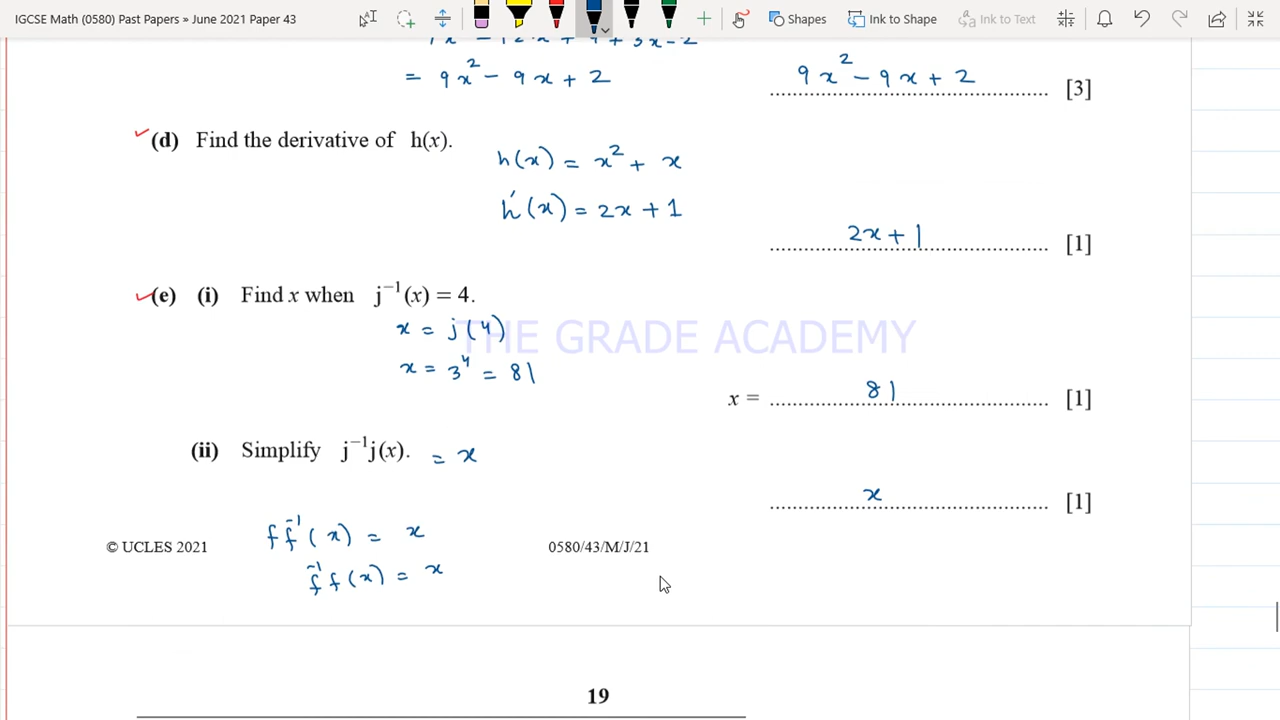 IGCSE Math (0580) Past Papers » June 2021 Paper 43
Shapes
Ink to Shape
Ink to Text
= 9x² - 9x + 2
9x² - 9x + 2 [3]
(d) Find the derivative of h(x).
h(x) = x² + x
h'(x) = 2x + 1
2x + 1 [1]
(e) (i) Find x when j⁻¹(x) = 4.
x = j(4)
THE GRADE ACADEMY
x = 3⁴ = 81
x = 81 [1]
(ii) Simplify j⁻¹j(x). = x
x [1]
f f⁻¹(x) = x
© UCLES 2021 0580/43/M/J/21
f⁻¹ f(x) = x
19